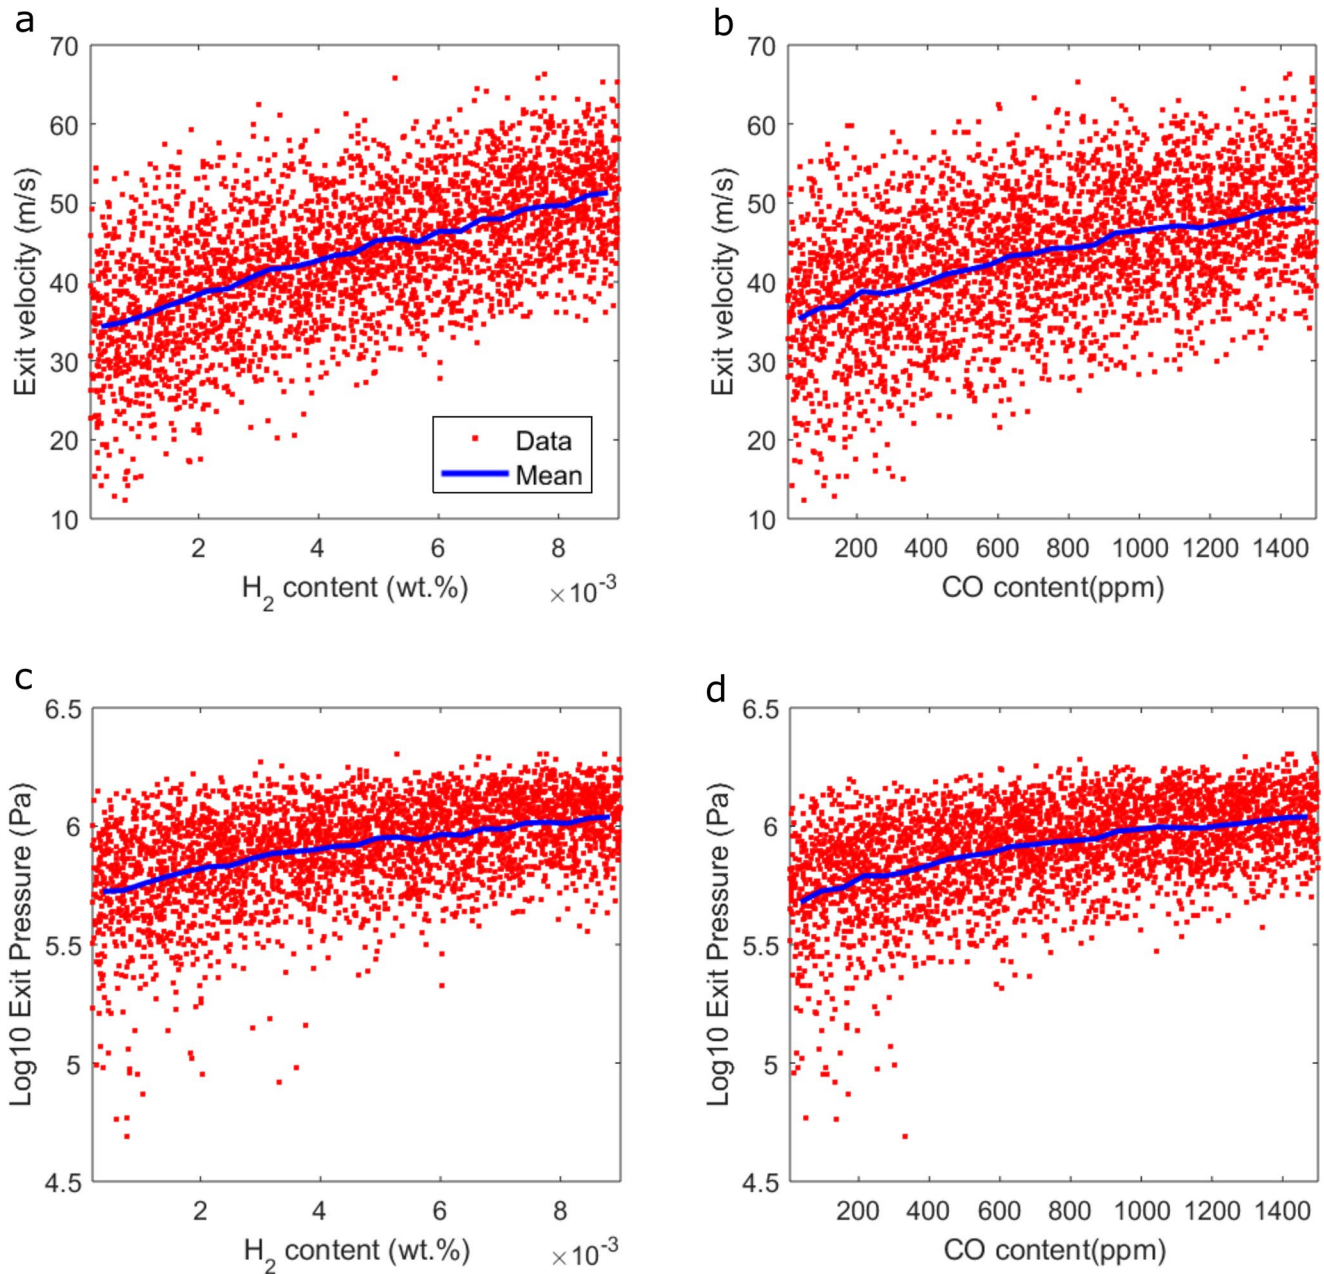 a
70
60
50
40
30
20
10
Exit velocity (m/s)
Data
Mean
2 4 6 8
H2 content (wt.%) ×10-3
b
70
60
50
40
30
20
10
Exit velocity (m/s)
200 400 600 800 1000 1200 1400
CO content(ppm)
c
6.5
6
5.5
5
4.5
Log10 Exit Pressure (Pa)
2 4 6 8
H2 content (wt.%) ×10-3
d
6.5
6
5.5
5
4.5
Log10 Exit Pressure (Pa)
200 400 600 800 1000 1200 1400
CO content(ppm)